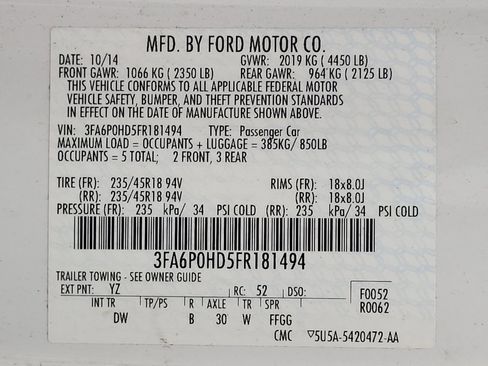 MFD. BY FORD MOTOR CO.
DATE: 10/14 GVWR: 2019 KG ( 4450 LB)
FRONT GAWR: 1066 KG ( 2350 LB) REAR GAWR: 964 KG ( 2125 LB)
THIS VEHICLE CONFORMS TO ALL APPLICABLE FEDERAL MOTOR
VEHICLE SAFETY, BUMPER, AND THEFT PREVENTION STANDARDS
IN EFFECT ON THE DATE OF MANUFACTURE SHOWN ABOVE.
VIN: 3FA6P0HD5FR181494 TYPE: Passenger Car
MAXIMUM LOAD = OCCUPANTS + LUGGAGE = 385KG/ 850LB
OCCUPANTS = 5 TOTAL; 2 FRONT, 3 REAR
TIRE (FR): 235/45R18 94V RIMS (FR): 18x8.0J
(RR): 235/45R18 94V (RR): 18x8.0J
PRESSURE (FR): 235 kPa/ 34 PSI COLD (RR): 235 kPa/ 34 PSI COLD
3FA6P0HD5FR181494
TRAILER TOWING - SEE OWNER GUIDE
EXT PNT: YZ RC: 52 DSO: F0052
INT TR TP/PS R AXLE TR SPR R0062
DW B 30 W FFGG
CMC ▽5U5A-5420472-AA